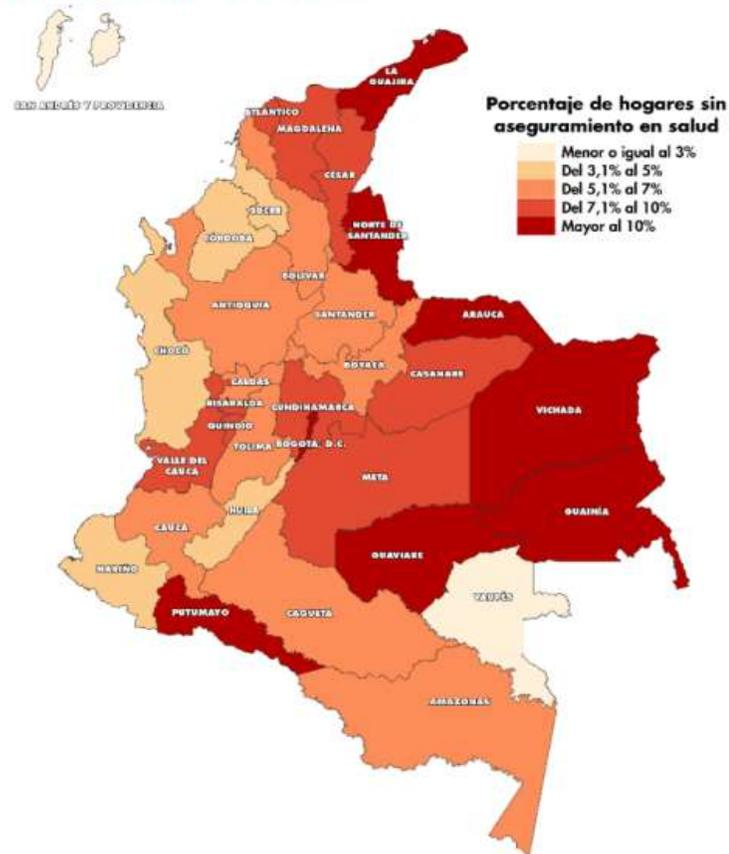 SAN ANDRÉS Y PROVIDENCIA
LA
GUAJIRA
Porcentaje de hogares sin
aseguramiento en salud
Menor o igual al 3%
Del 3,1% al 5%
Del 5,1% al 7%
Del 7,1% al 10%
Mayor al 10%
ATLÁNTICO
MAGDALENA
CESAR
SUCRE
NORTE DE
SANTANDER
CÓRDOBA
BOLÍVAR
ANTIOQUIA
SANTANDER
ARAUCA
CHOCÓ
BOYACÁ
CASANARE
CALDAS
RISARALDA
CUNDINAMARCA
VICHADA
QUINDÍO
TOLIMA
BOGOTÁ, D.C.
VALLE DEL
CAUCA
META
HUILA
GUAINÍA
CAUCA
GUAVIARE
NARIÑO
VAUPÉS
PUTUMAYO
CAQUETÁ
AMAZONAS